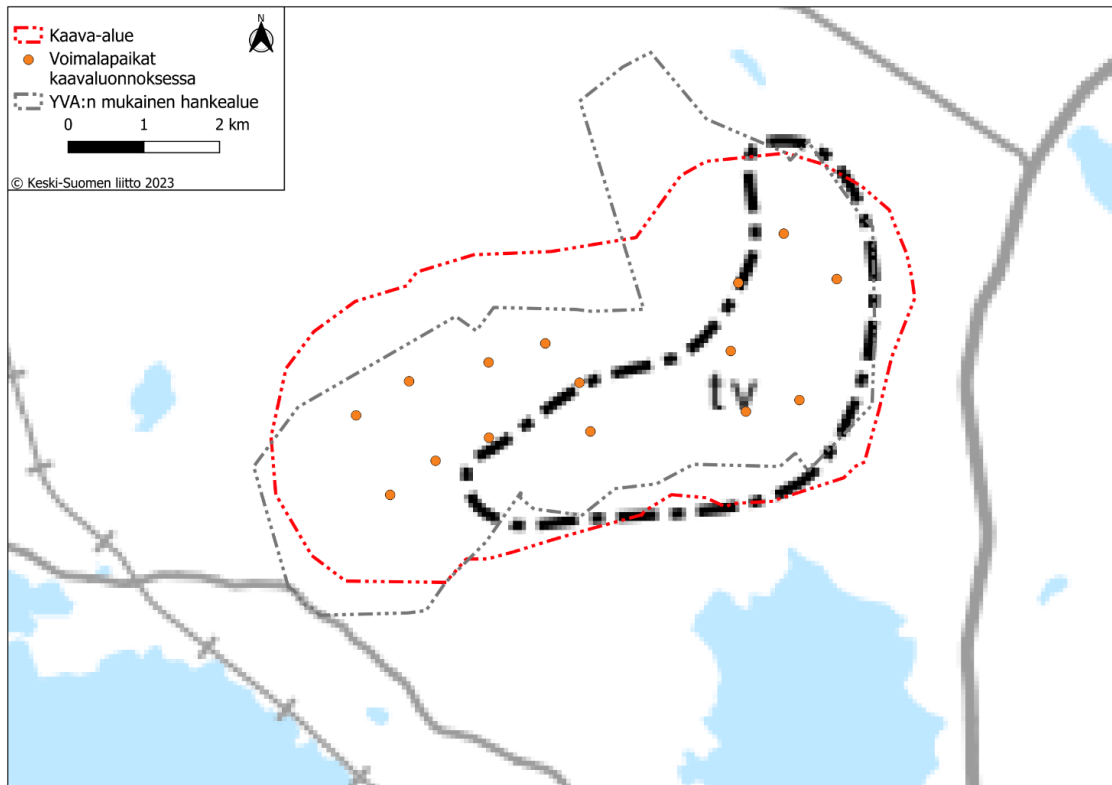 N
Kaava-alue
Voimalapaikat
kaavaluonnoksessa
YVA:n mukainen hankealue
0 1 2 km
© Keski-Suomen liitto 2023
tv